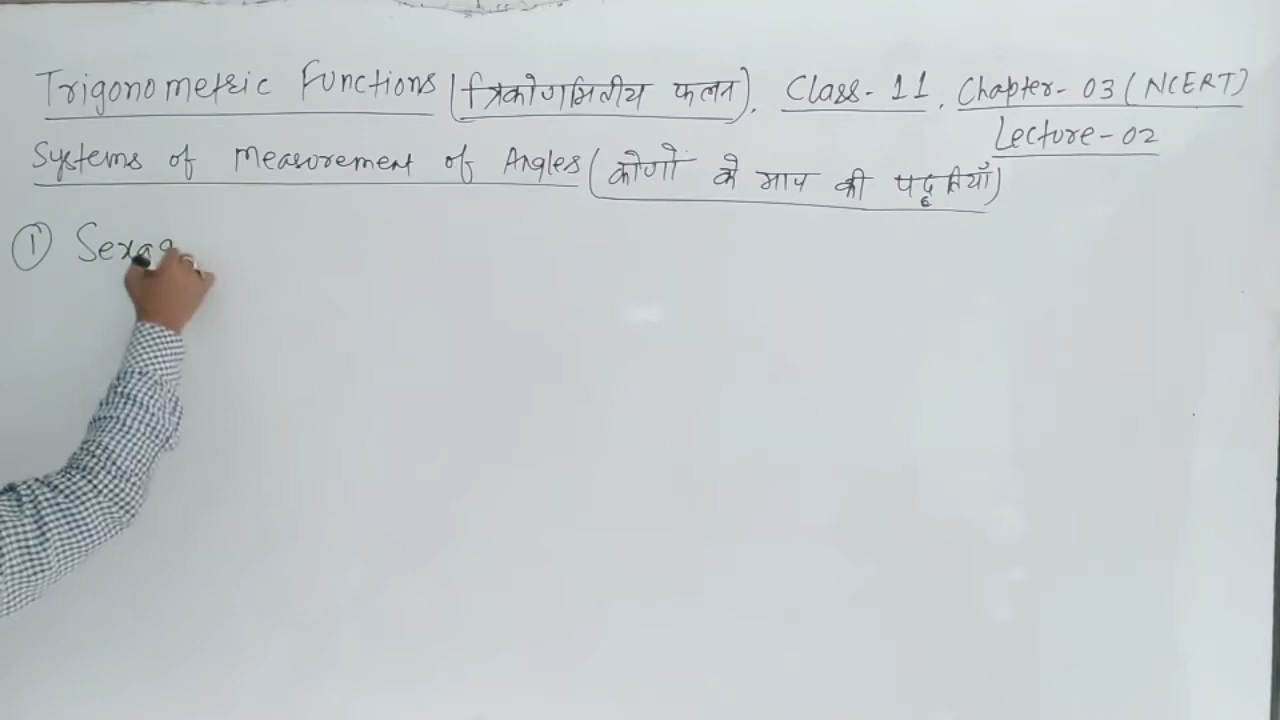 Trigonometric Functions (त्रिकोणमितीय फलन). Class-11, Chapter-03 (NCERT)
Lecture-02
Systems of Measurement of Angles (कोणों के माप की पद्धतियाँ)
① Sexag